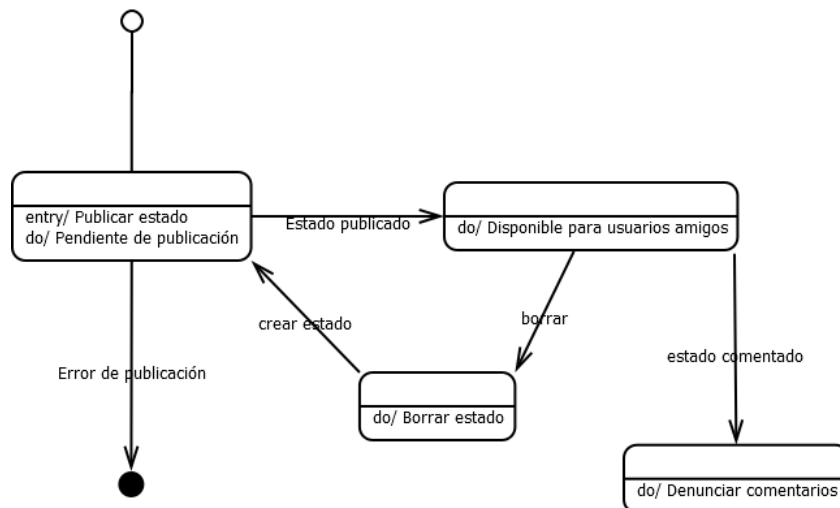 entry/ Publicar estado
do/ Pendiente de publicación
Estado publicado
do/ Disponible para usuarios amigos
crear estado
borrar
estado comentado
Error de publicación
do/ Borrar estado
do/ Denunciar comentarios